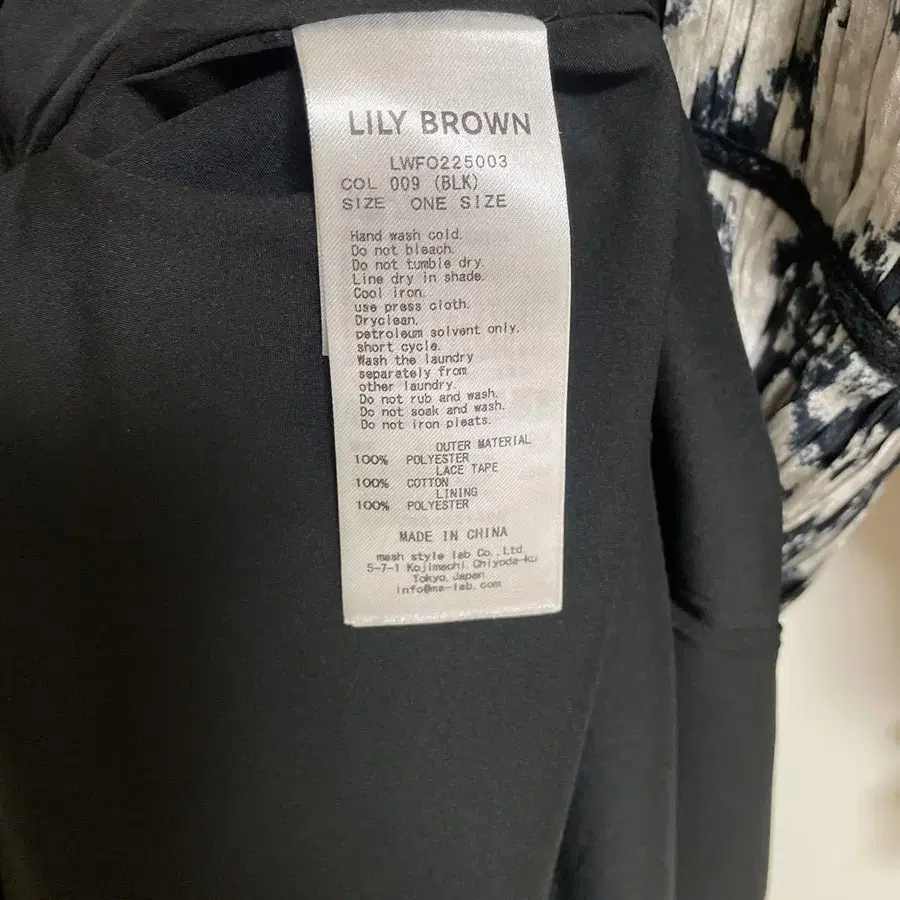 LILY BROWN
LWFO225003
COL 009 (BLK)
SIZE ONE SIZE
Hand wash cold.
Do not bleach.
Do not tumble dry.
Line dry in shade.
Cool iron.
use press cloth.
Dryclean,
petroleum solvent only.
short cycle.
Wash the laundry
separately from
other laundry.
Do not rub and wash.
Do not soak and wash.
Do not iron pleats.
OUTER MATERIAL
100% POLYESTER
LACE TAPE
100% COTTON
LINING
100% POLYESTER
MADE IN CHINA
mash style lab Co.,Ltd
5-7-1 Kojimachi, Chiyoda-ku
Tokyo, Japan
info@ms-lab.com